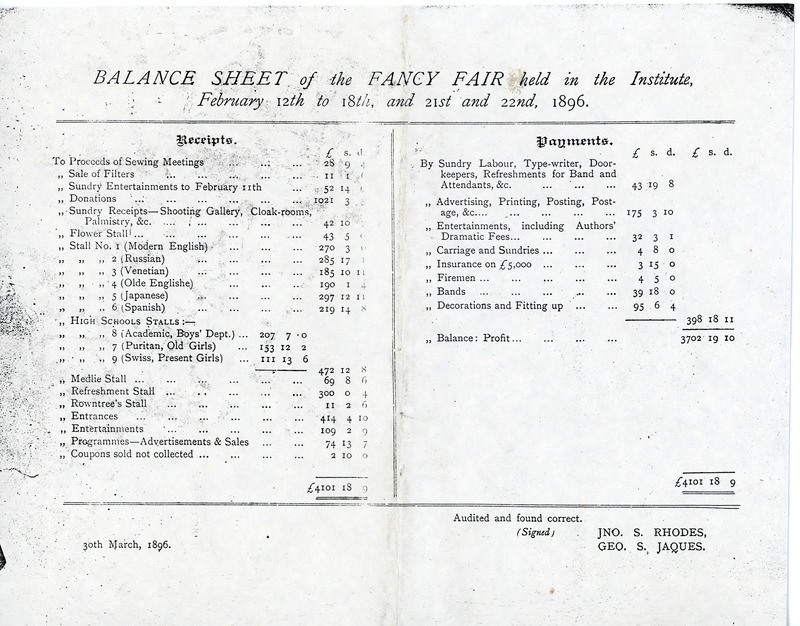 BALANCE SHEET of the FANCY FAIR held in the Institute,
February 12th to 18th, and 21st and 22nd, 1896.
Receipts.
£ s. d.
To Proceeds of Sewing Meetings ... ... ... 28 9
„ Sale of Filters ... ... ... ... 11 1
„ Sundry Entertainments to February 11th ... 52 14
„ Donations ... ... ... ... ... 1021 3
„ Sundry Receipts—Shooting Gallery, Cloak-rooms,
Palmistry, &c. ... ... ... ... 42 10
„ Flower Stall ... ... ... ... ... 43 5
„ Stall No. 1 (Modern English) ... ... ... 270 3
„ „ „ 2 (Russian) ... ... ... 285 17
„ „ „ 3 (Venetian) ... ... ... 185 10 11
„ „ „ 4 (Olde Englishe) ... ... ... 190 1
„ „ „ 5 (Japanese) ... ... ... 297 12 11
„ „ „ 6 (Spanish) ... ... ... 219 14 8
„ HIGH SCHOOLS STALLS:—
„ „ „ 8 (Academic, Boys' Dept.) ... 207 7 0
„ „ „ 7 (Puritan, Old Girls) ... 153 12 2
„ „ „ 9 (Swiss, Present Girls) ... 111 13 6
472 12 8
„ Medlie Stall ... ... ... ... ... 69 8 6
„ Refreshment Stall ... ... ... ... 300 0 4
„ Rowntree's Stall ... ... ... ... 11 2 6
„ Entrances ... ... ... ... ... 414 4 10
„ Entertainments ... ... ... ... 109 2 9
„ Programmes—Advertisements & Sales ... ... 74 13 7
„ Coupons sold not collected ... ... ... 2 10 0
£4101 18 9
Payments.
£ s. d. £ s. d.
By Sundry Labour, Type-writer, Door-
keepers, Refreshments for Band and
Attendants, &c. ... ... ... 43 19 8
„ Advertising, Printing, Posting, Post-
age, &c.... ... ... ... 175 3 10
„ Entertainments, including Authors'
Dramatic Fees... ... ... ... 32 3 1
„ Carriage and Sundries ... ... ... 4 8 0
„ Insurance on £5,000 ... ... ... 3 15 0
„ Firemen ... ... ... ... ... 4 5 0
„ Bands ... ... ... ... ... 39 18 0
„ Decorations and Fitting up ... ... 95 6 4
398 18 11
„ Balance: Profit... ... ... ... 3702 19 10
£4101 18 9
Audited and found correct.
(Signed) JNO. S. RHODES,
GEO. S. JAQUES.
30th March, 1896.